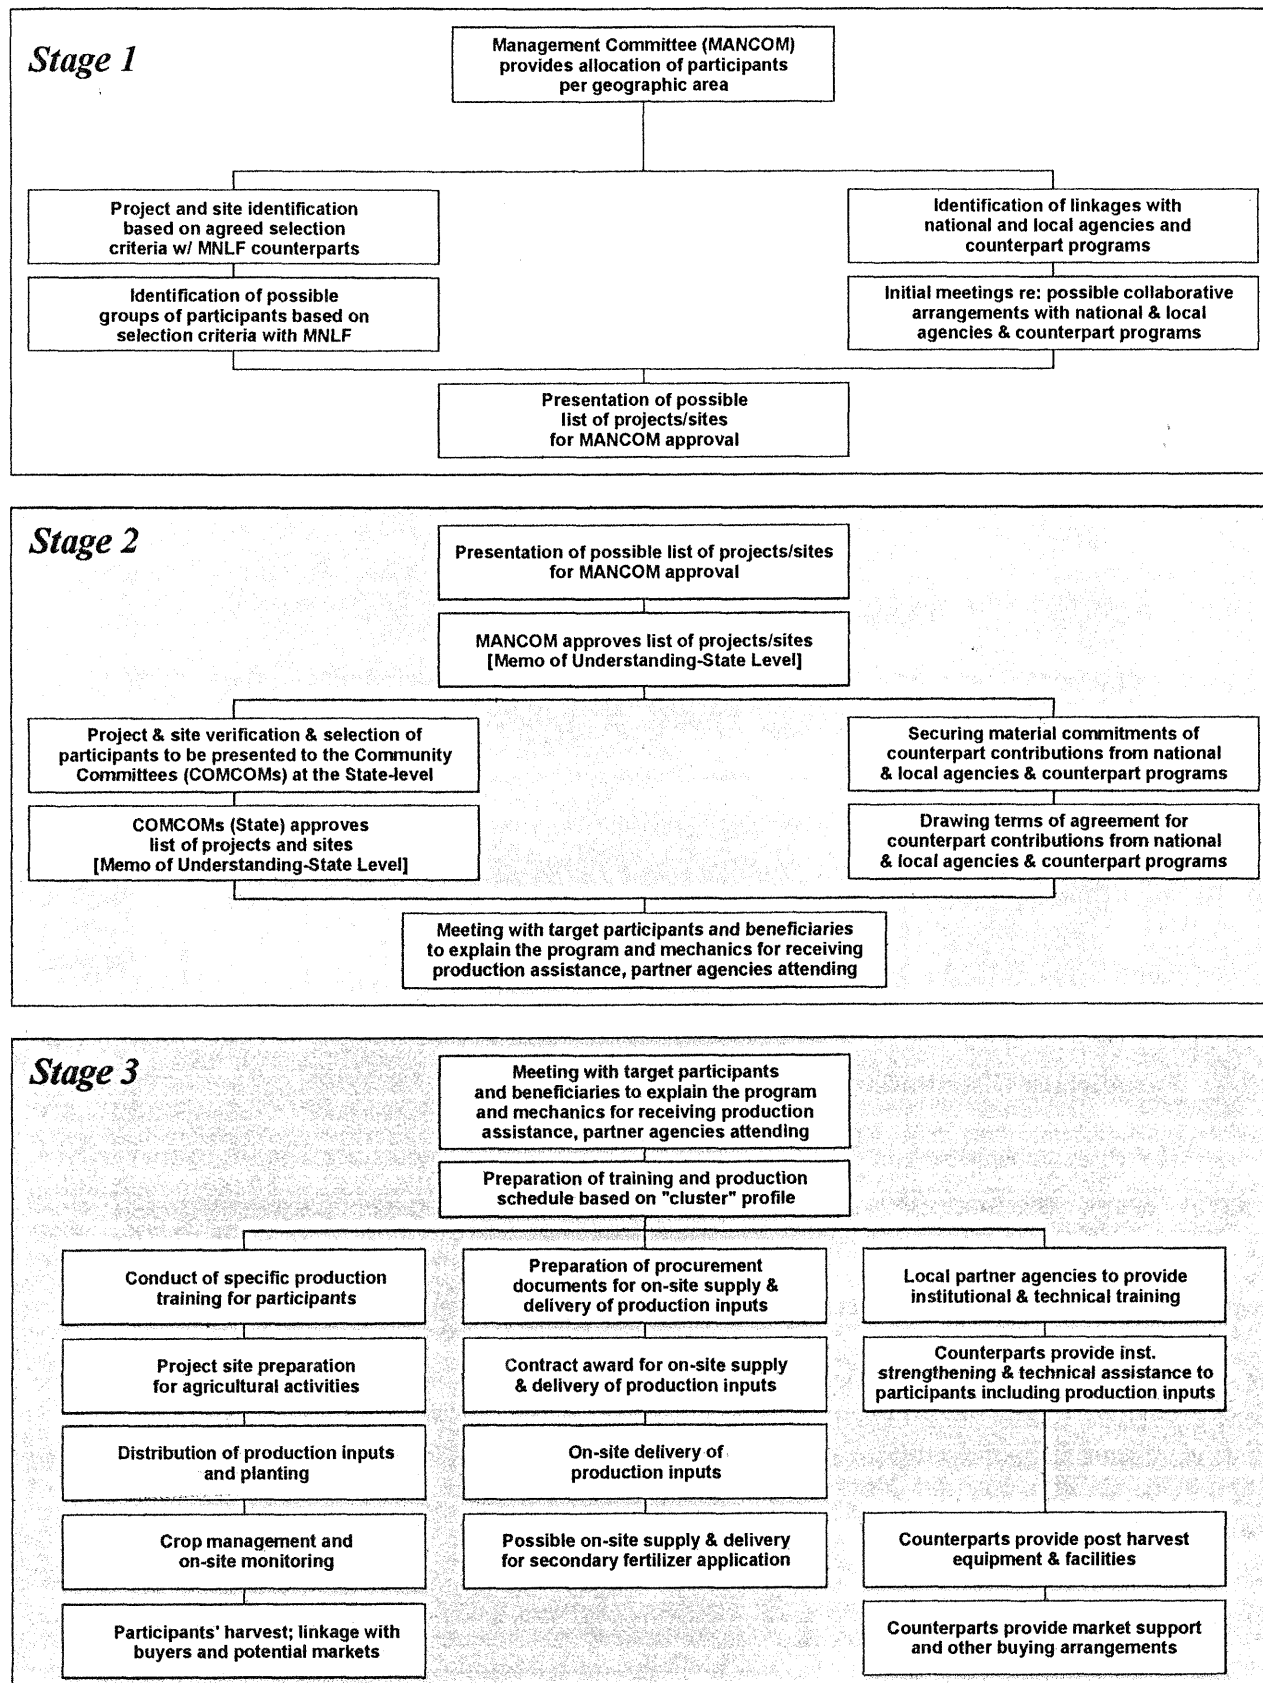 Stage 1
Management Committee (MANCOM)
provides allocation of participants
per geographic area
Project and site identification
based on agreed selection
criteria w/ MNLF counterparts
Identification of possible
groups of participants based on
selection criteria with MNLF
Identification of linkages with
national and local agencies and
counterpart programs
Initial meetings re: possible collaborative
arrangements with national & local
agencies & counterpart programs
Presentation of possible
list of projects/sites
for MANCOM approval
Stage 2
Presentation of possible list of projects/sites
for MANCOM approval
MANCOM approves list of projects/sites
[Memo of Understanding-State Level]
Project & site verification & selection of
participants to be presented to the Community
Committees (COMCOMs) at the State-level
COMCOMs (State) approves
list of projects and sites
[Memo of Understanding-State Level]
Securing material commitments of
counterpart contributions from national
& local agencies & counterpart programs
Drawing terms of agreement for
counterpart contributions from national
& local agencies & counterpart programs
Meeting with target participants and beneficiaries
to explain the program and mechanics for receiving
production assistance, partner agencies attending
Stage 3
Meeting with target participants
and beneficiaries to explain the program
and mechanics for receiving production
assistance, partner agencies attending
Preparation of training and production
schedule based on "cluster" profile
Conduct of specific production
training for participants
Project site preparation
for agricultural activities
Distribution of production inputs
and planting
Crop management and
on-site monitoring
Participants' harvest; linkage with
buyers and potential markets
Preparation of procurement
documents for on-site supply &
delivery of production inputs
Contract award for on-site supply
& delivery of production inputs
On-site delivery of
production inputs
Possible on-site supply & delivery
for secondary fertilizer application
Local partner agencies to provide
institutional & technical training
Counterparts provide inst.
strengthening & technical assistance to
participants including production inputs
Counterparts provide post harvest
equipment & facilities
Counterparts provide market support
and other buying arrangements